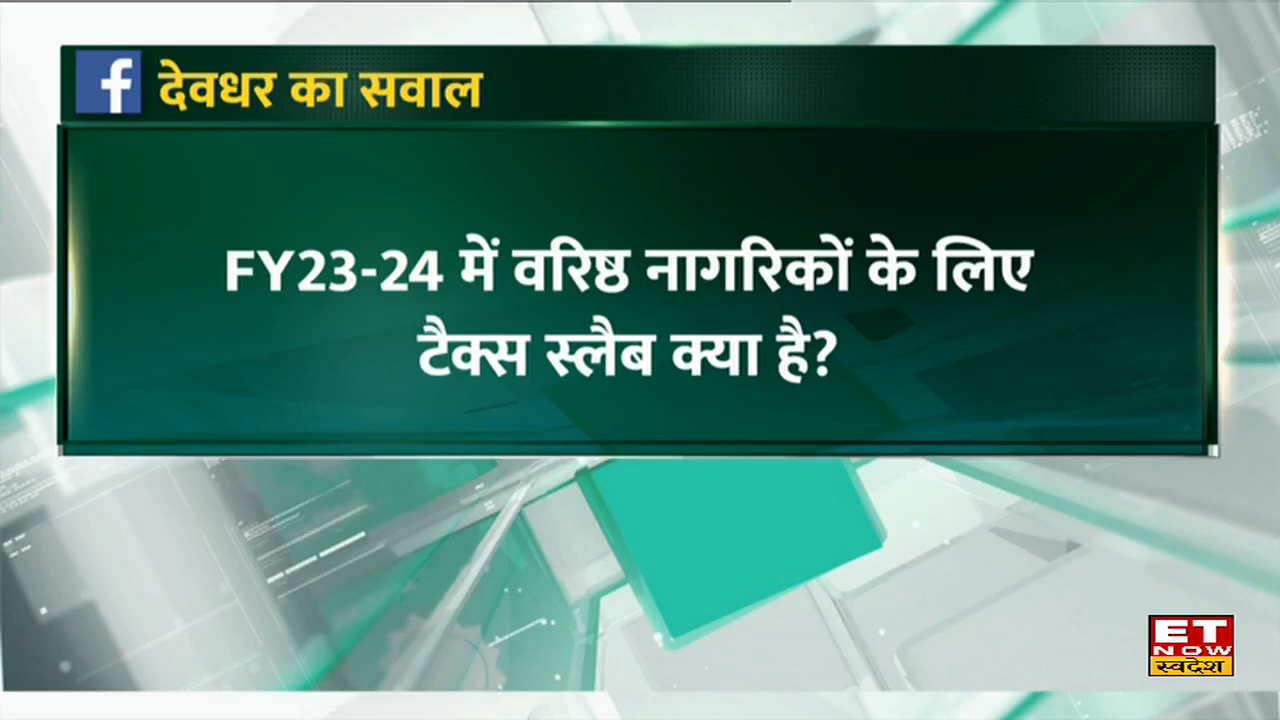 देवधर का सवाल
FY23-24 में वरिष्ठ नागरिकों के लिए
टैक्स स्लैब क्या है?
ET
NOW
स्वदेश